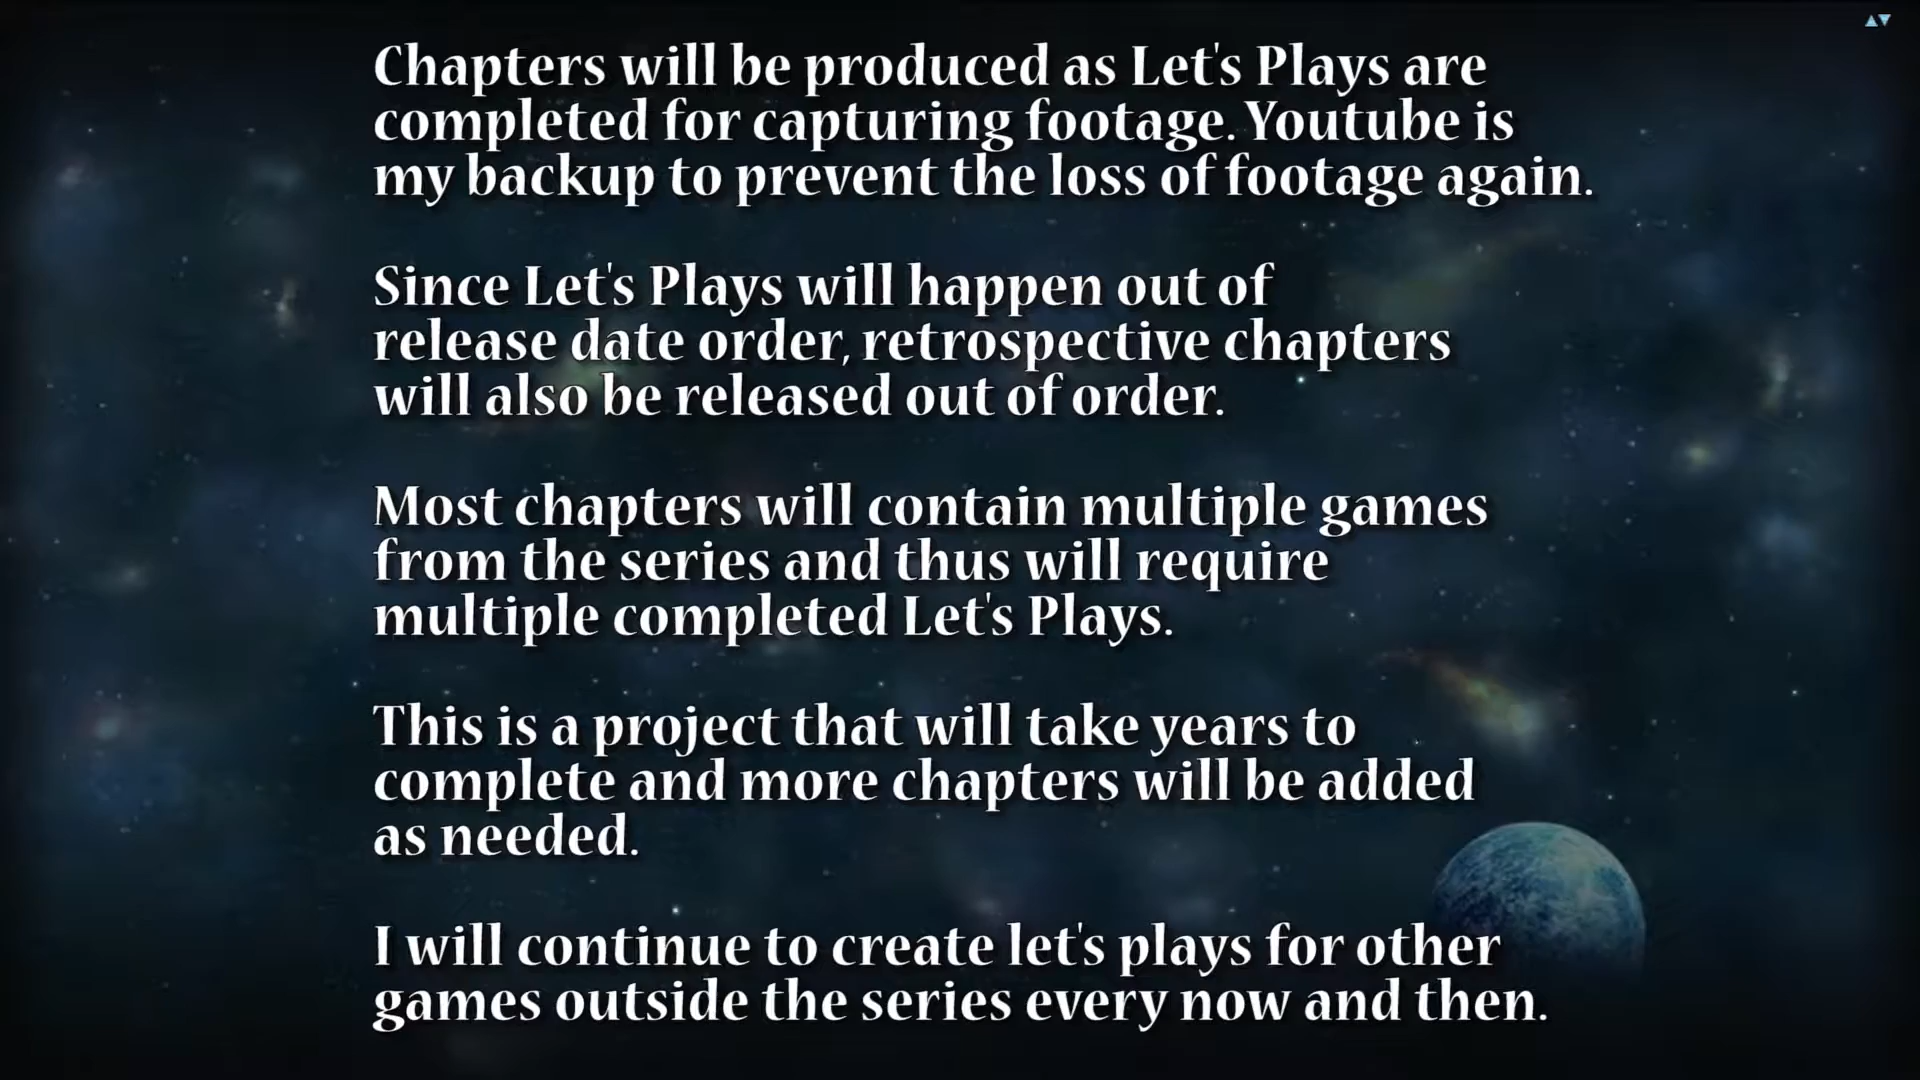 Chapters will be produced as Let's Plays are
completed for capturing footage. Youtube is
my backup to prevent the loss of footage again.
Since Let's Plays will happen out of
release date order, retrospective chapters
will also be released out of order.
Most chapters will contain multiple games
from the series and thus will require
multiple completed Let's Plays.
This is a project that will take years to
complete and more chapters will be added
as needed.
I will continue to create let's plays for other
games outside the series every now and then.